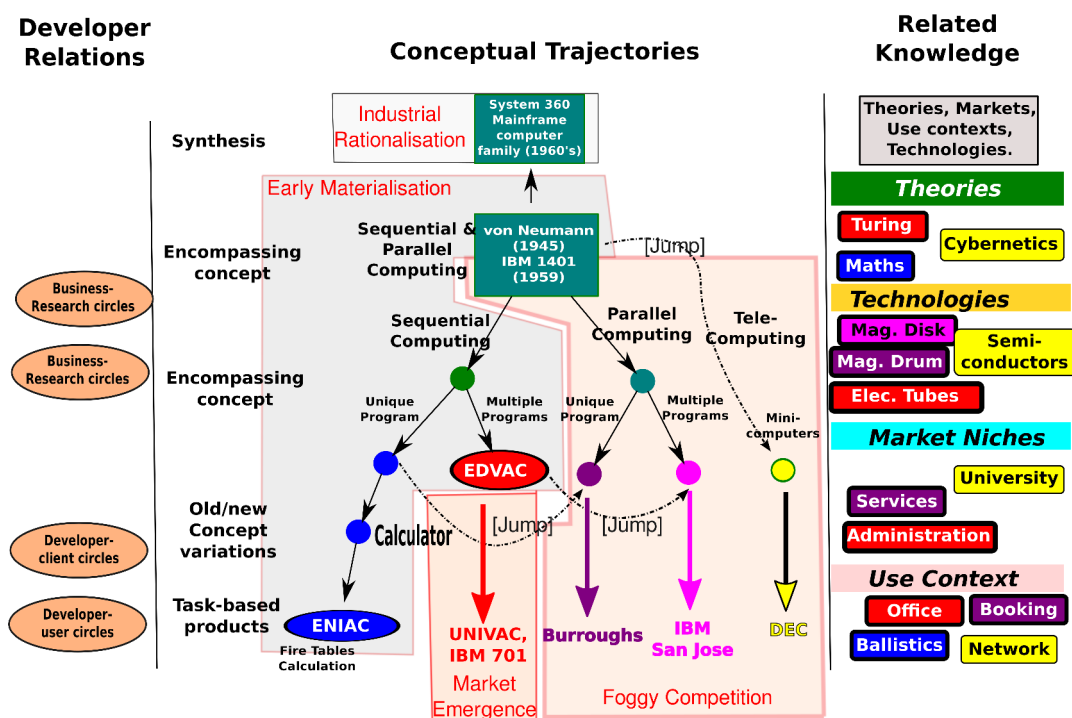 Developer
Relations
Conceptual Trajectories
Related
Knowledge
Synthesis
Industrial
Rationalisation
System 360
Mainframe
computer
family (1960's)
Theories, Markets,
Use contexts,
Technologies.
Early Materialisation
Theories
Encompassing
concept
Sequential &
Parallel
Computing
von Neumann
(1945)
IBM 1401
(1959)
[Jump]
Turing
Cybernetics
Maths
Business-
Research circles
Sequential
Computing
Parallel
Computing
Tele-
Computing
Technologies
Mag. Disk
Semi-
conductors
Mag. Drum
Elec. Tubes
Business-
Research circles
Encompassing
concept
Unique
Program
Multiple
Programs
Unique
Program
Multiple
Programs
Mini-
computers
Market Niches
EDVAC
University
Services
Administration
Old/new
Concept
variations
Calculator
[Jump]
[Jump]
Developer-
client circles
Use Context
Task-based
products
Developer-
user circles
ENIAC
Fire Tables
Calculation
UNIVAC,
IBM 701
Burroughs
IBM
San Jose
DEC
Office
Booking
Ballistics
Network
Market
Emergence
Foggy Competition